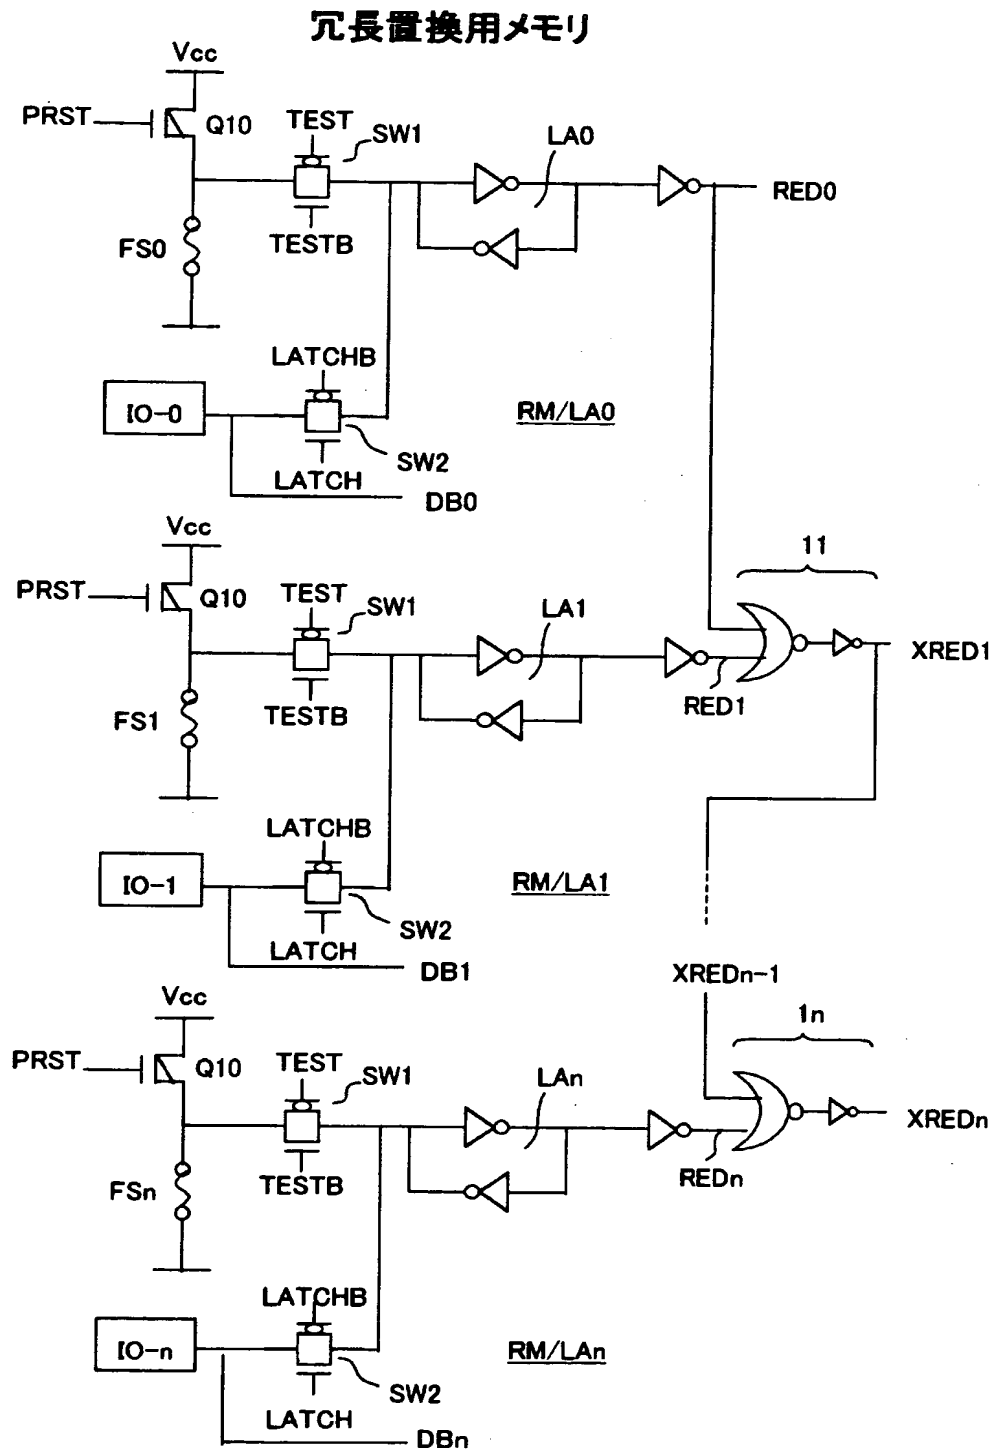 冗長置換用メモリ
Vcc
PRST
Q10
TEST
SW1
LA0
RED0
TESTB
FS0
LATCHB
IO-0
RM/LA0
SW2
LATCH
DB0
Vcc
11
PRST
Q10
TEST
SW1
LA1
XRED1
RED1
TESTB
FS1
LATCHB
IO-1
RM/LA1
SW2
LATCH
DB1
XREDn-1
Vcc
1n
PRST
Q10
TEST
SW1
LAn
XREDn
REDn
TESTB
FSn
LATCHB
IO-n
RM/LAn
SW2
LATCH
DBn